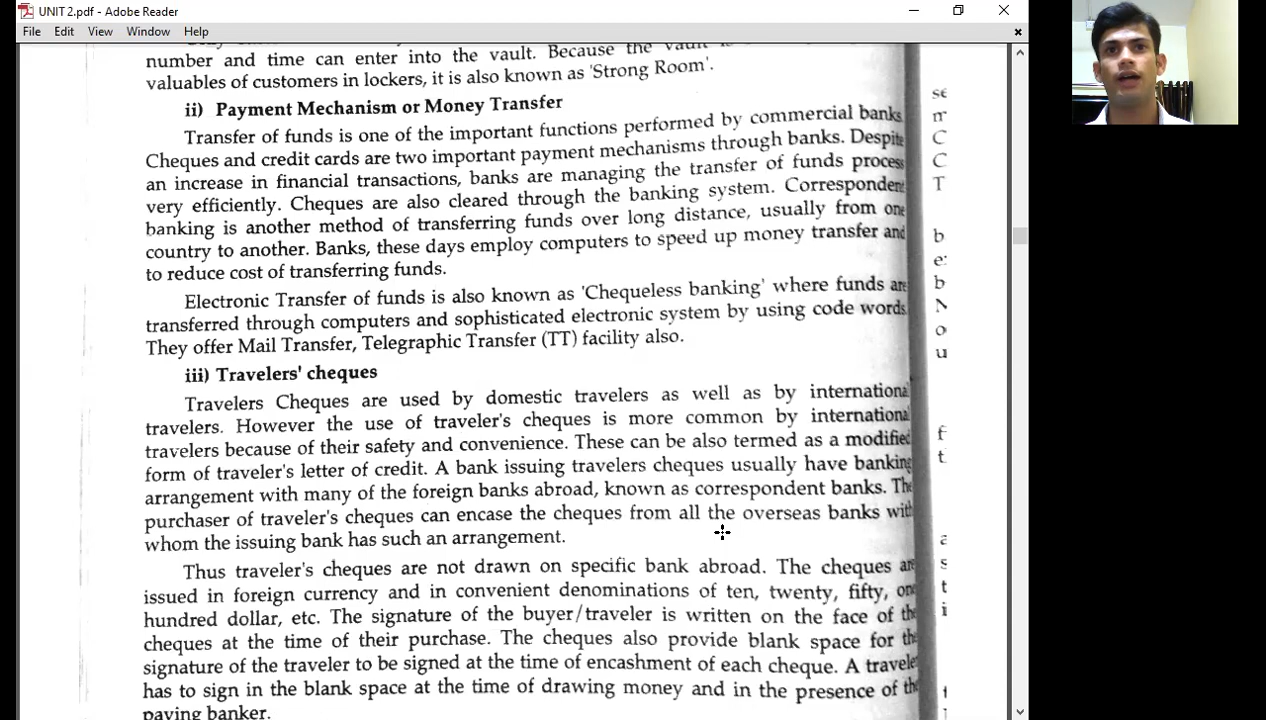 UNIT 2.pdf - Adobe Reader
File Edit View Window Help
number and time can enter into the vault. Because the vault is
valuables of customers in lockers, it is also known as 'Strong Room'.
ii) Payment Mechanism or Money Transfer
Transfer of funds is one of the important functions performed by commercial banks
Cheques and credit cards are two important payment mechanisms through banks. Despite
an increase in financial transactions, banks are managing the transfer of funds process
very efficiently. Cheques are also cleared through the banking system. Correspondent
banking is another method of transferring funds over long distance, usually from one
country to another. Banks, these days employ computers to speed up money transfer and
to reduce cost of transferring funds.
Electronic Transfer of funds is also known as 'Chequeless banking' where funds are
transferred through computers and sophisticated electronic system by using code words.
They offer Mail Transfer, Telegraphic Transfer (TT) facility also.
iii) Travelers' cheques
Travelers Cheques are used by domestic travelers as well as by international
travelers. However the use of traveler's cheques is more common by international
travelers because of their safety and convenience. These can be also termed as a modified
form of traveler's letter of credit. A bank issuing travelers cheques usually have banking
arrangement with many of the foreign banks abroad, known as correspondent banks. The
purchaser of traveler's cheques can encase the cheques from all the overseas banks with
whom the issuing bank has such an arrangement.
Thus traveler's cheques are not drawn on specific bank abroad. The cheques are
issued in foreign currency and in convenient denominations of ten, twenty, fifty, one
hundred dollar, etc. The signature of the buyer/traveler is written on the face of the
cheques at the time of their purchase. The cheques also provide blank space for the
signature of the traveler to be signed at the time of encashment of each cheque. A traveler
has to sign in the blank space at the time of drawing money and in the presence of the
paying banker.